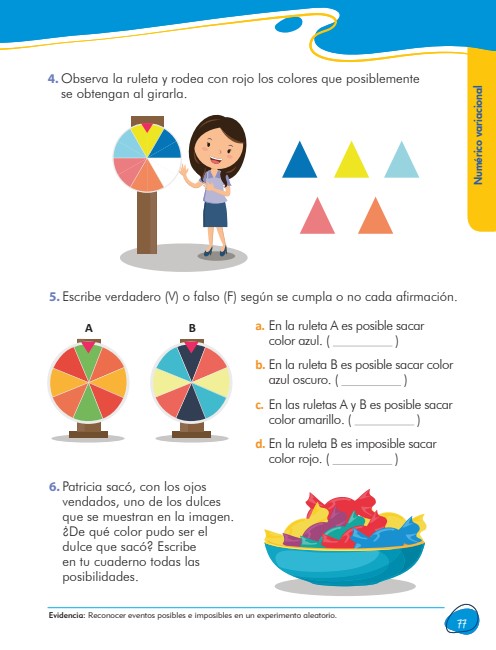 4. Observa la ruleta y rodea con rojo los colores que posiblemente
se obtengan al girarla.
Numérico variacional
5. Escribe verdadero (V) o falso (F) según se cumpla o no cada afirmación.
A
B
a. En la ruleta A es posible sacar
color azul. ( __________ )
b. En la ruleta B es posible sacar color
azul oscuro. ( __________ )
c. En las ruletas A y B es posible sacar
color amarillo. ( __________ )
d. En la ruleta B es imposible sacar
color rojo. ( __________ )
6. Patricia sacó, con los ojos
vendados, uno de los dulces
que se muestran en la imagen.
¿De qué color pudo ser el
dulce que sacó? Escribe
en tu cuaderno todas las
posibilidades.
Evidencia: Reconocer eventos posibles e imposibles en un experimento aleatorio.
77